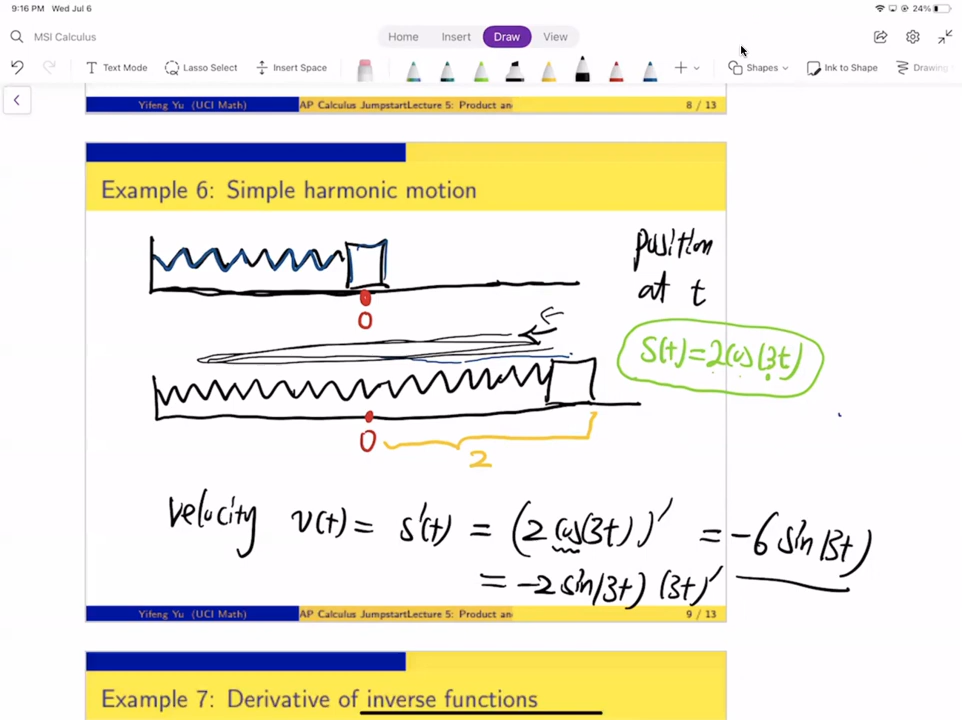 9:16 PM Wed Jul 6
24%
MSI Calculus
Home Insert Draw View
Text Mode Lasso Select Insert Space Shapes Ink to Shape Drawing
Yifeng Yu (UCI Math) AP Calculus JumpstartLecture 5: Product an 8 / 13
Example 6: Simple harmonic motion
position
at t
0
F
S(t)=2cos(3t)
0
2
velocity v(t) = s'(t) = (2 cos(3t))' = -6 sin(3t)
= -2 sin(3t) (3t)'
Yifeng Yu (UCI Math) AP Calculus JumpstartLecture 5: Product an 9 / 13
Example 7: Derivative of inverse functions